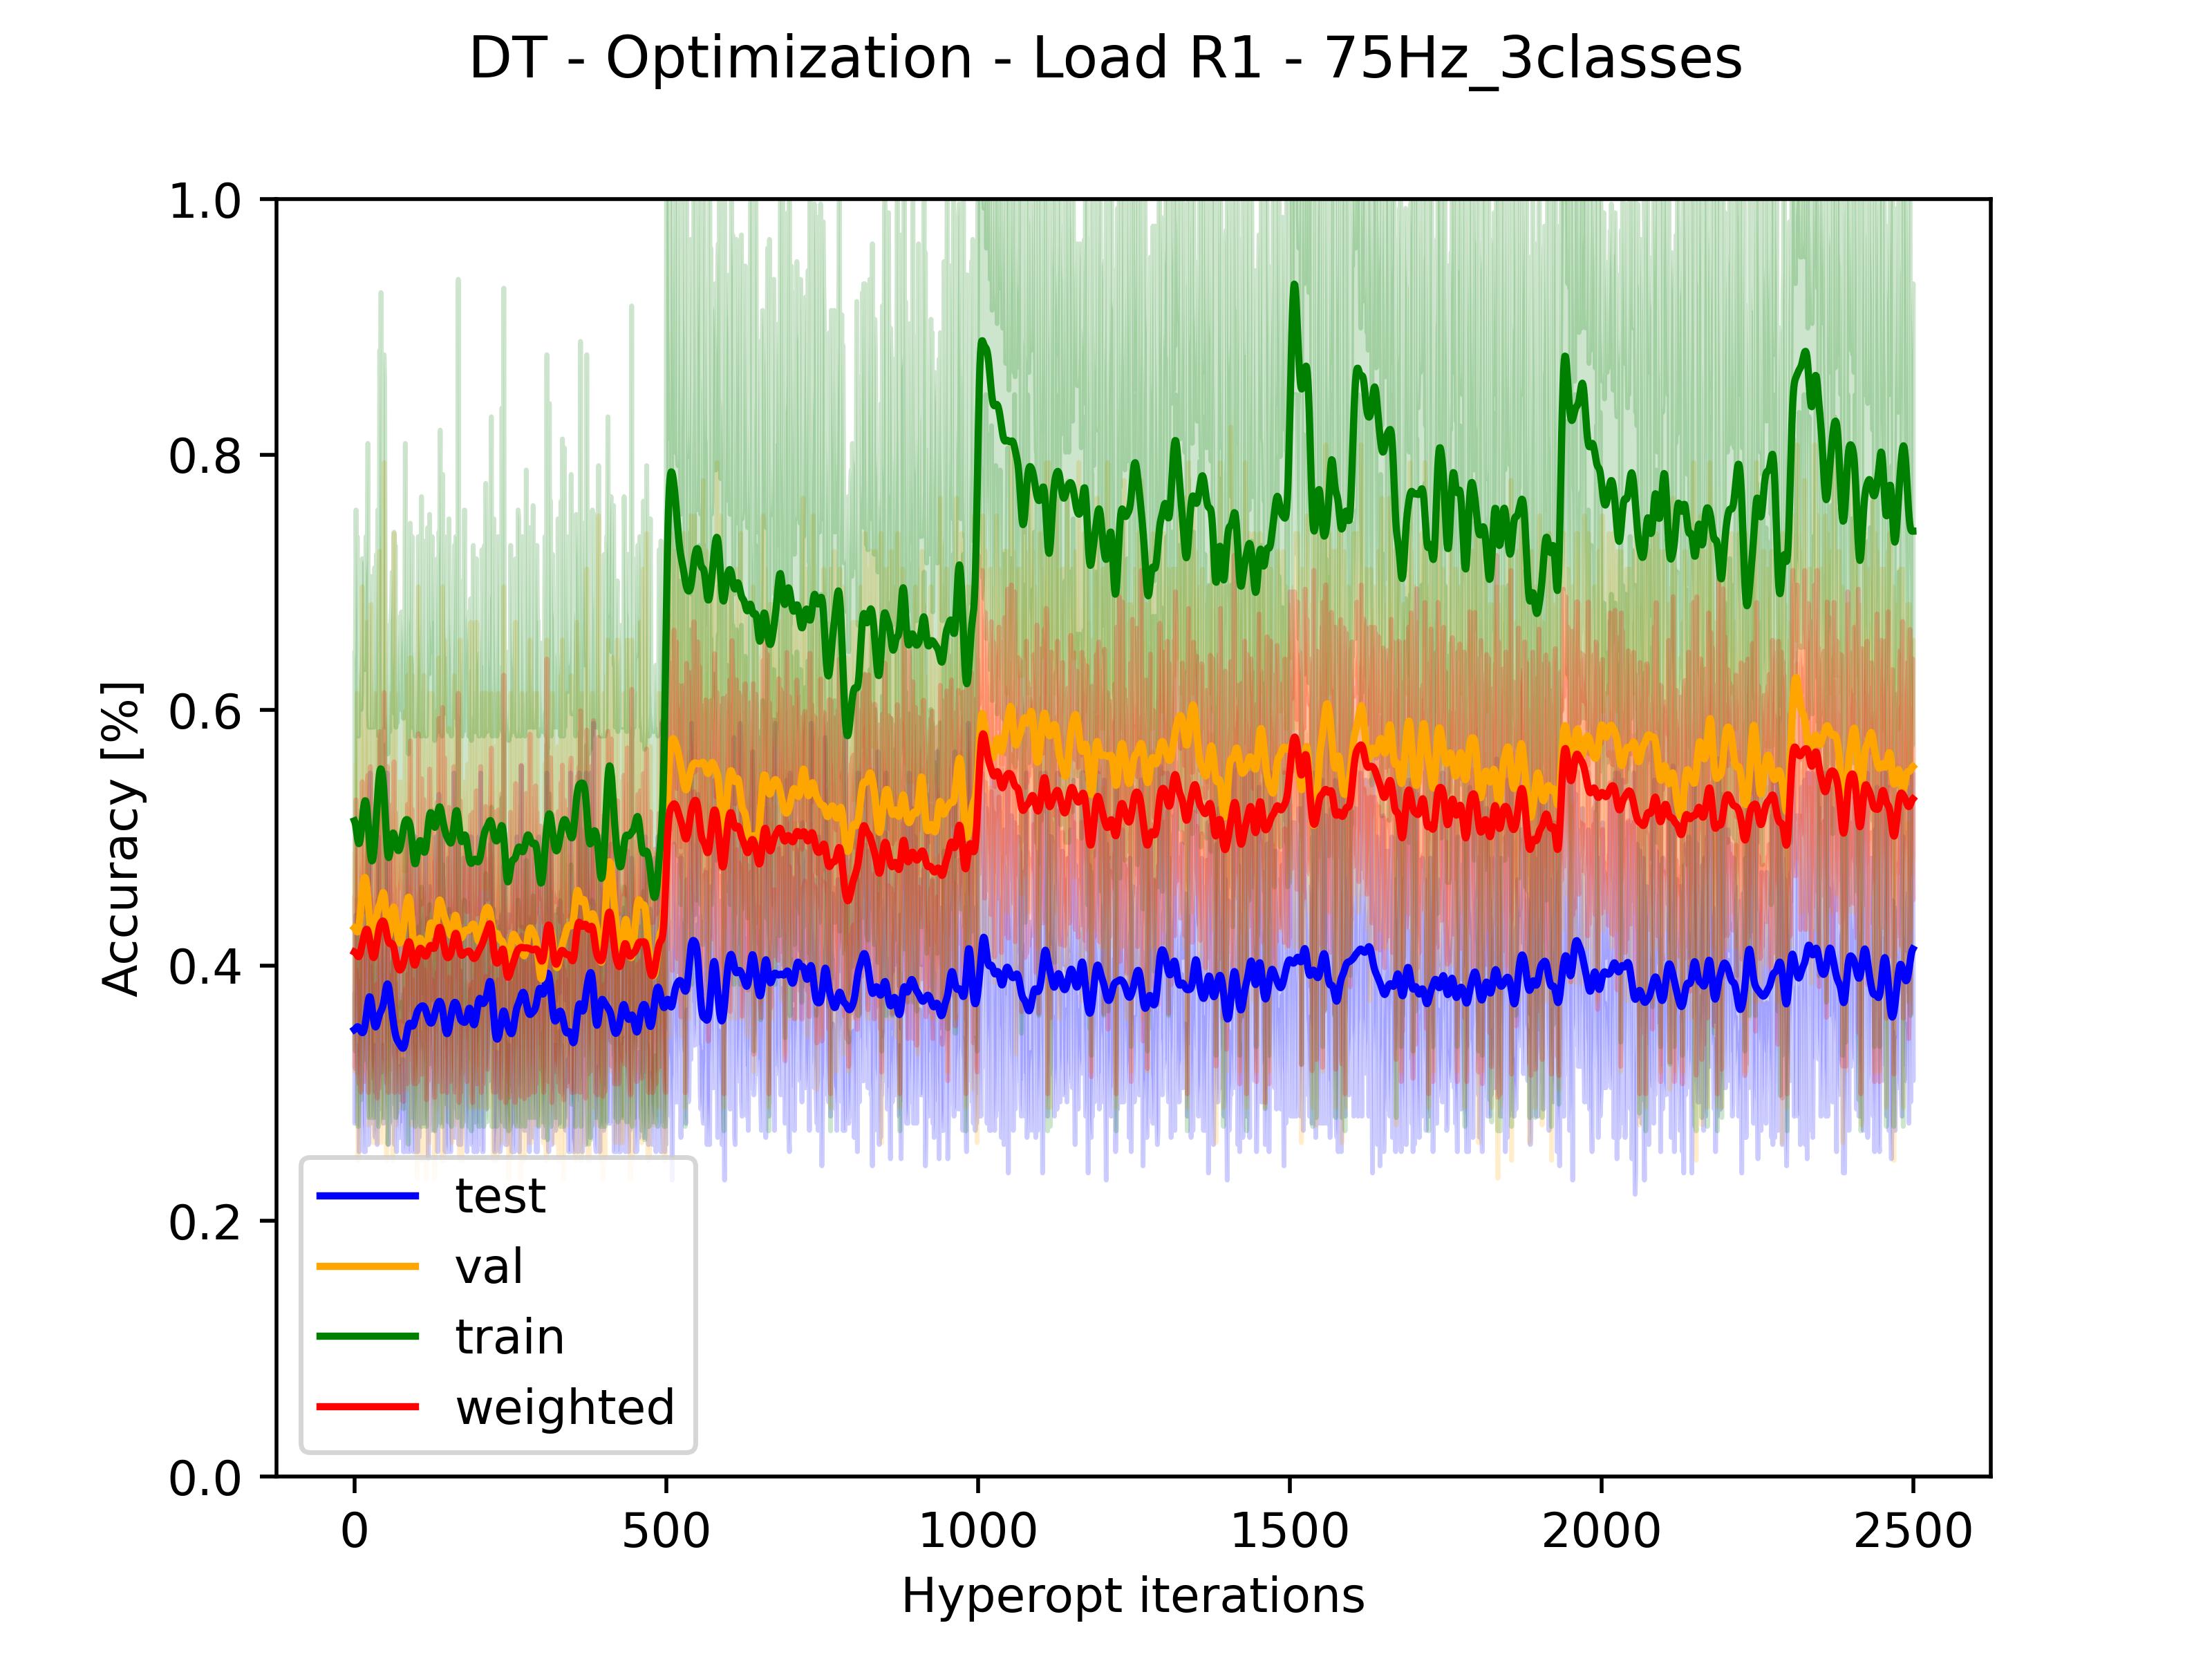 DT - Optimization - Load R1 - 75Hz_3classes
1.0
0.8
0.6
0.4
0.2
0.0
Accuracy [%]
test
val
train
weighted
0 500 1000 1500 2000 2500
Hyperopt iterations